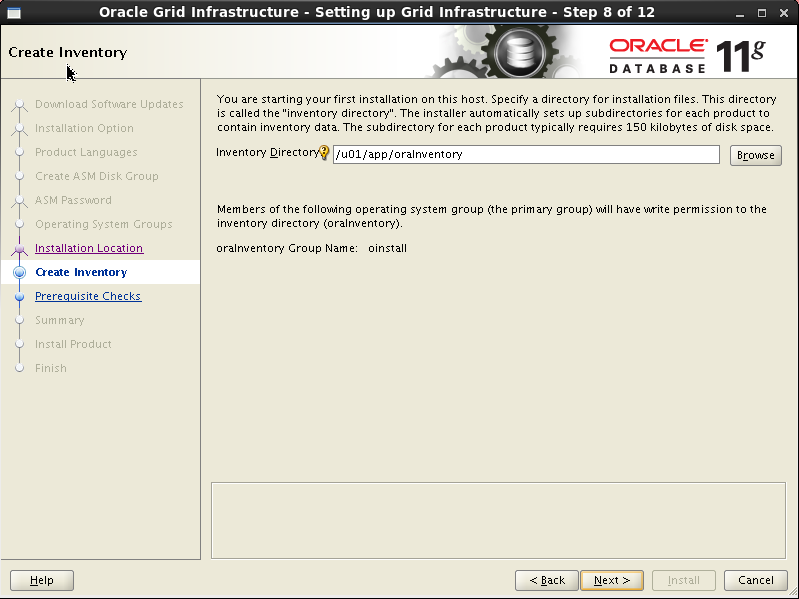 Oracle Grid Infrastructure - Setting up Grid Infrastructure - Step 8 of 12
Create Inventory
ORACLE
DATABASE
11g
Download Software Updates
Installation Option
Product Languages
Create ASM Disk Group
ASM Password
Operating System Groups
Installation Location
Create Inventory
Prerequisite Checks
Summary
Install Product
Finish
You are starting your first installation on this host. Specify a directory for installation files. This directory
is called the "inventory directory". The installer automatically sets up subdirectories for each product to
contain inventory data. The subdirectory for each product typically requires 150 kilobytes of disk space.
Inventory Directory /u01/app/oraInventory Browse
Members of the following operating system group (the primary group) will have write permission to the
inventory directory (oraInventory).
oraInventory Group Name: oinstall
Help < Back Next > Install Cancel